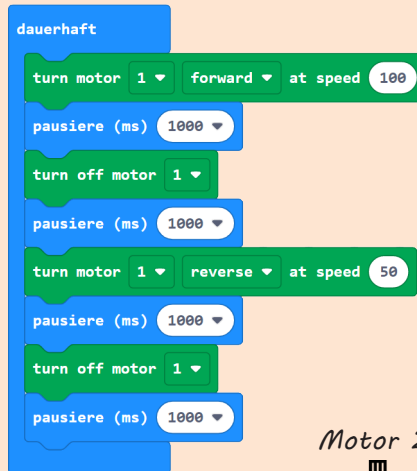 dauerhaft
turn motor 1 forward at speed 100
pausiere (ms) 1000
turn off motor 1
pausiere (ms) 1000
turn motor 1 reverse at speed 50
pausiere (ms) 1000
turn off motor 1
pausiere (ms) 1000
Motor 2